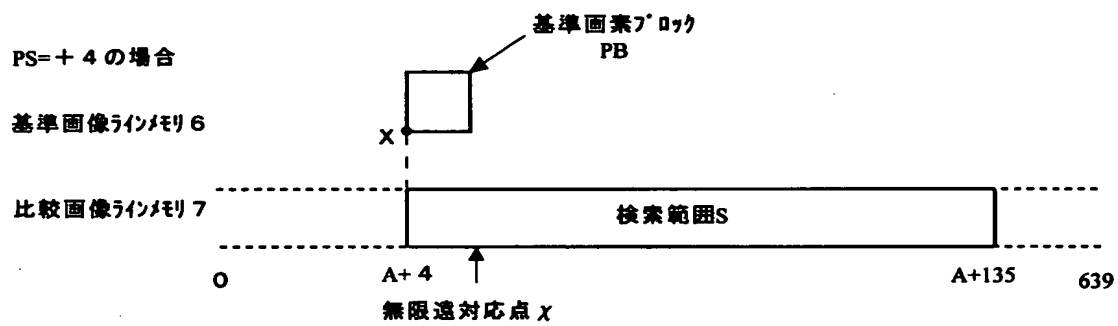 基準画素ブロック
PB
PS=+4の場合
基準画像ラインメモリ6
X
比較画像ラインメモリ7
検索範囲S
0
A+4
A+135
639
無限遠対応点χ